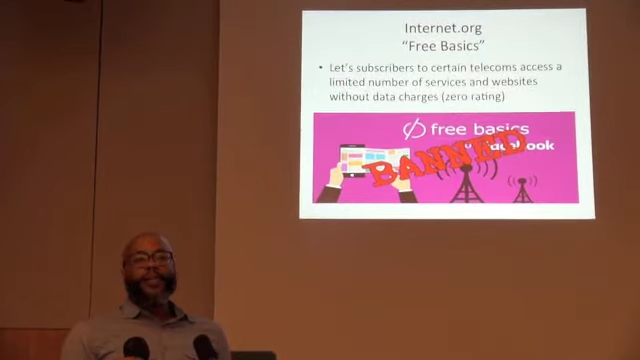 Internet.org
“Free Basics”
• Let’s subscribers to certain telecoms access a
limited number of services and websites
without data charges (zero rating)
free basics
BANNED